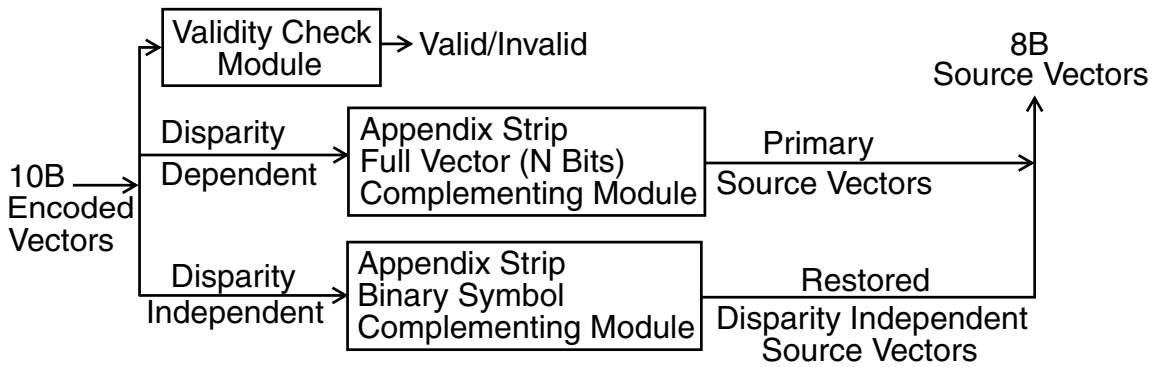 Validity Check
Module
Valid/Invalid
8B
Source Vectors
10B
Encoded
Vectors
Disparity
Dependent
Appendix Strip
Full Vector (N Bits)
Complementing Module
Primary
Source Vectors
Disparity
Independent
Appendix Strip
Binary Symbol
Complementing Module
Restored
Disparity Independent
Source Vectors